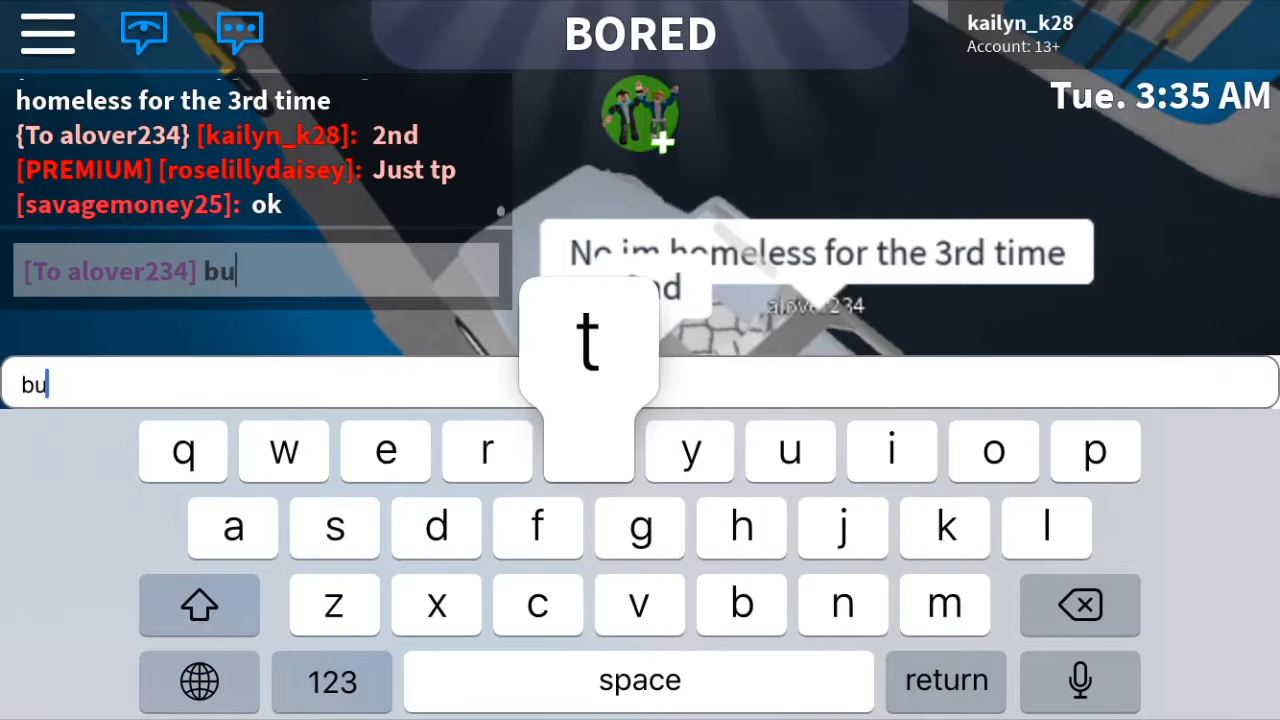 BORED
kailyn_k28
Account: 13+
Tue. 3:35 AM
homeless for the 3rd time
{To alover234} [kailyn_k28]: 2nd
[PREMIUM] [roselillydaisey]: Just tp
[savagemoney25]: ok
[To alover234] bu
No im homeless for the 3rd time
alover234
bu
t
q w e r y u i o p
a s d f g h j k l
z x c v b n m
123 space return